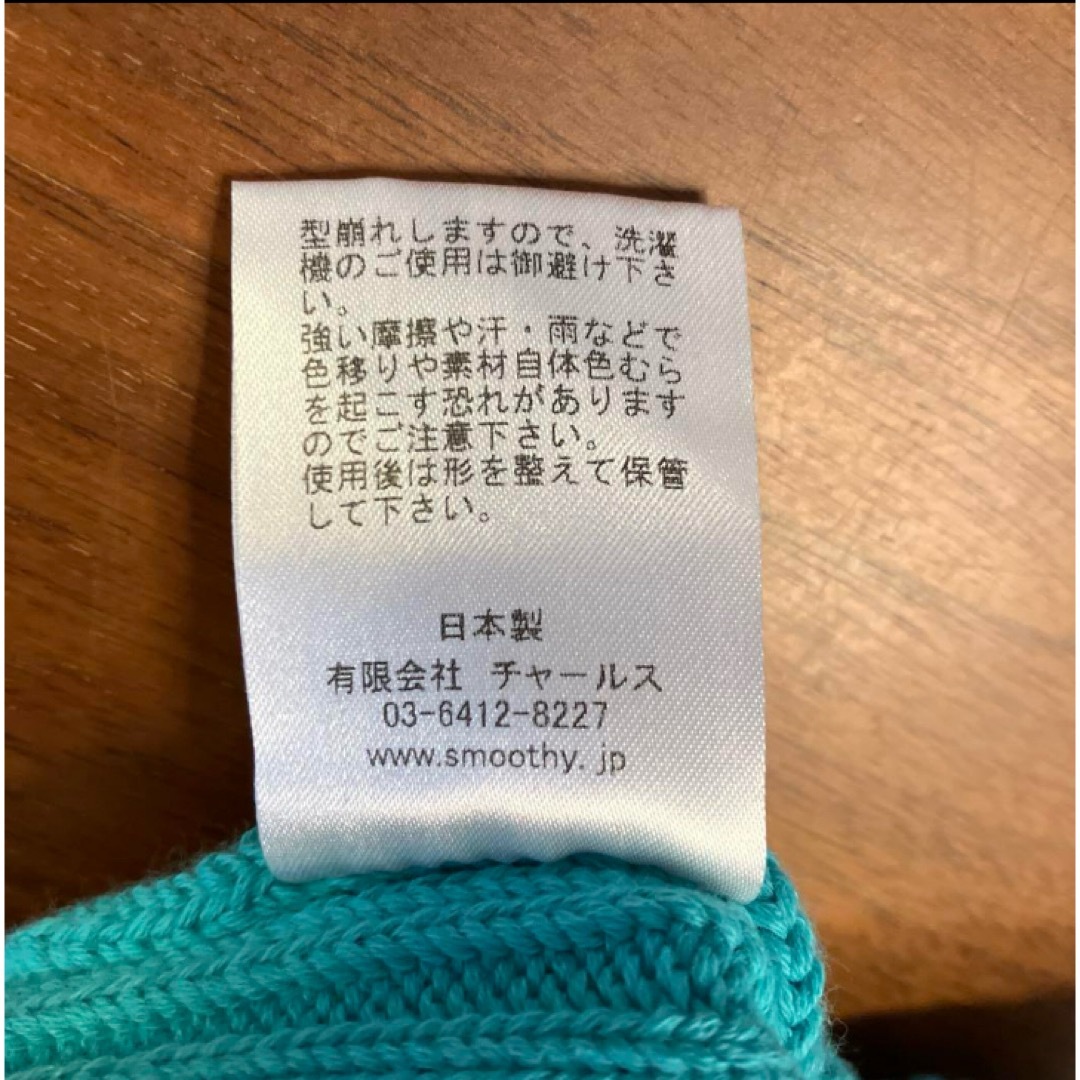 型崩れしますので、洗濯
機のご使用は御避け下さ
い。
強い摩擦や汗・雨などで
色移りや素材自体色むら
を起こす恐れがあります
のでご注意下さい。
使用後は形を整えて保管
して下さい。
日本製
有限会社 チャールス
03-6412-8227
www.smoothy.jp